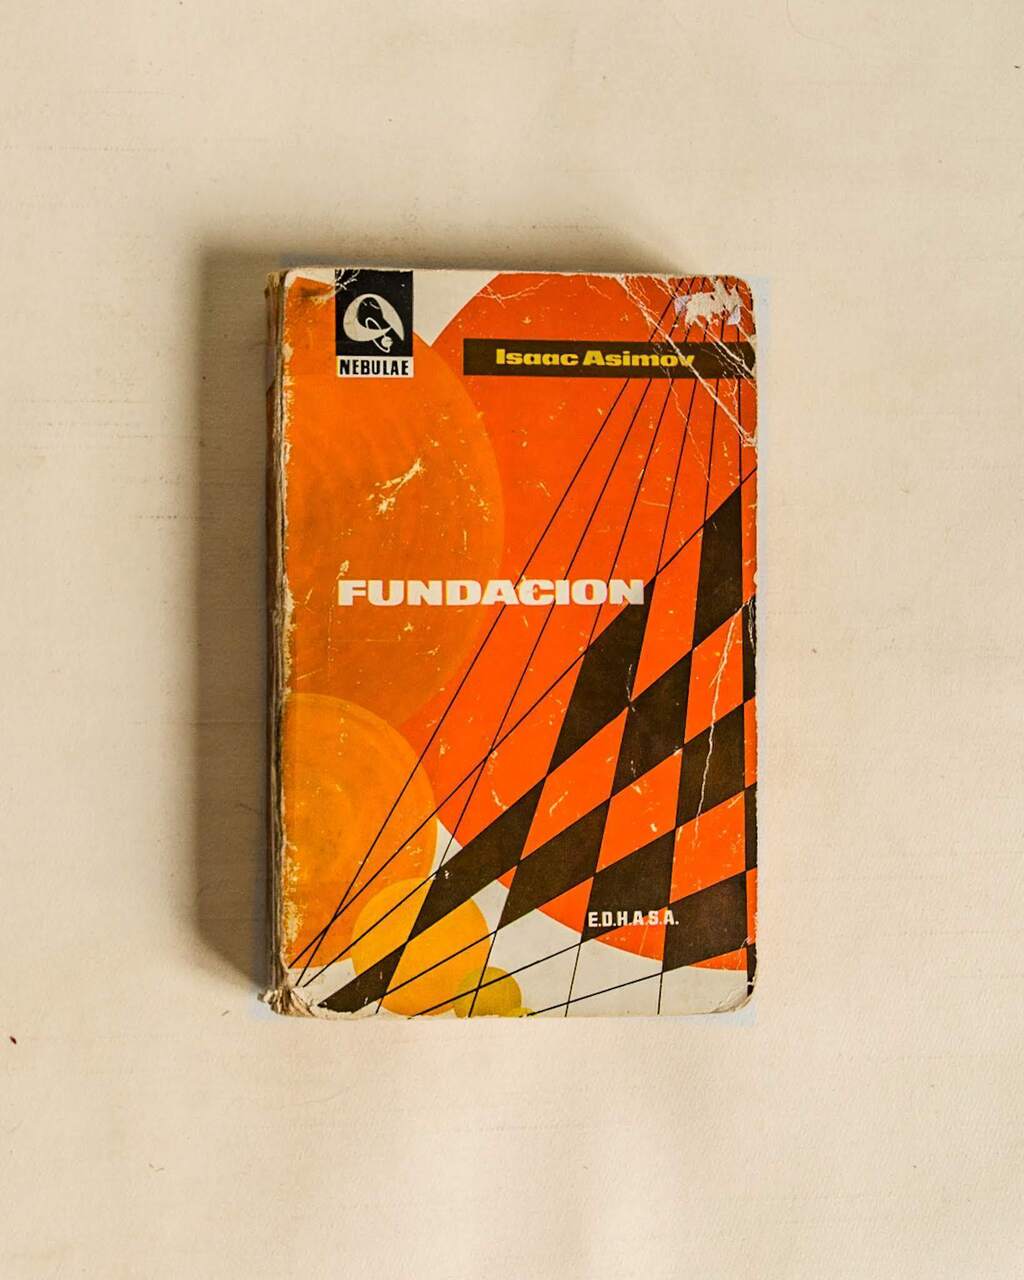 NEBULAE
Isaac Asimov
FUNDACION
E.D.H.A.S.A.